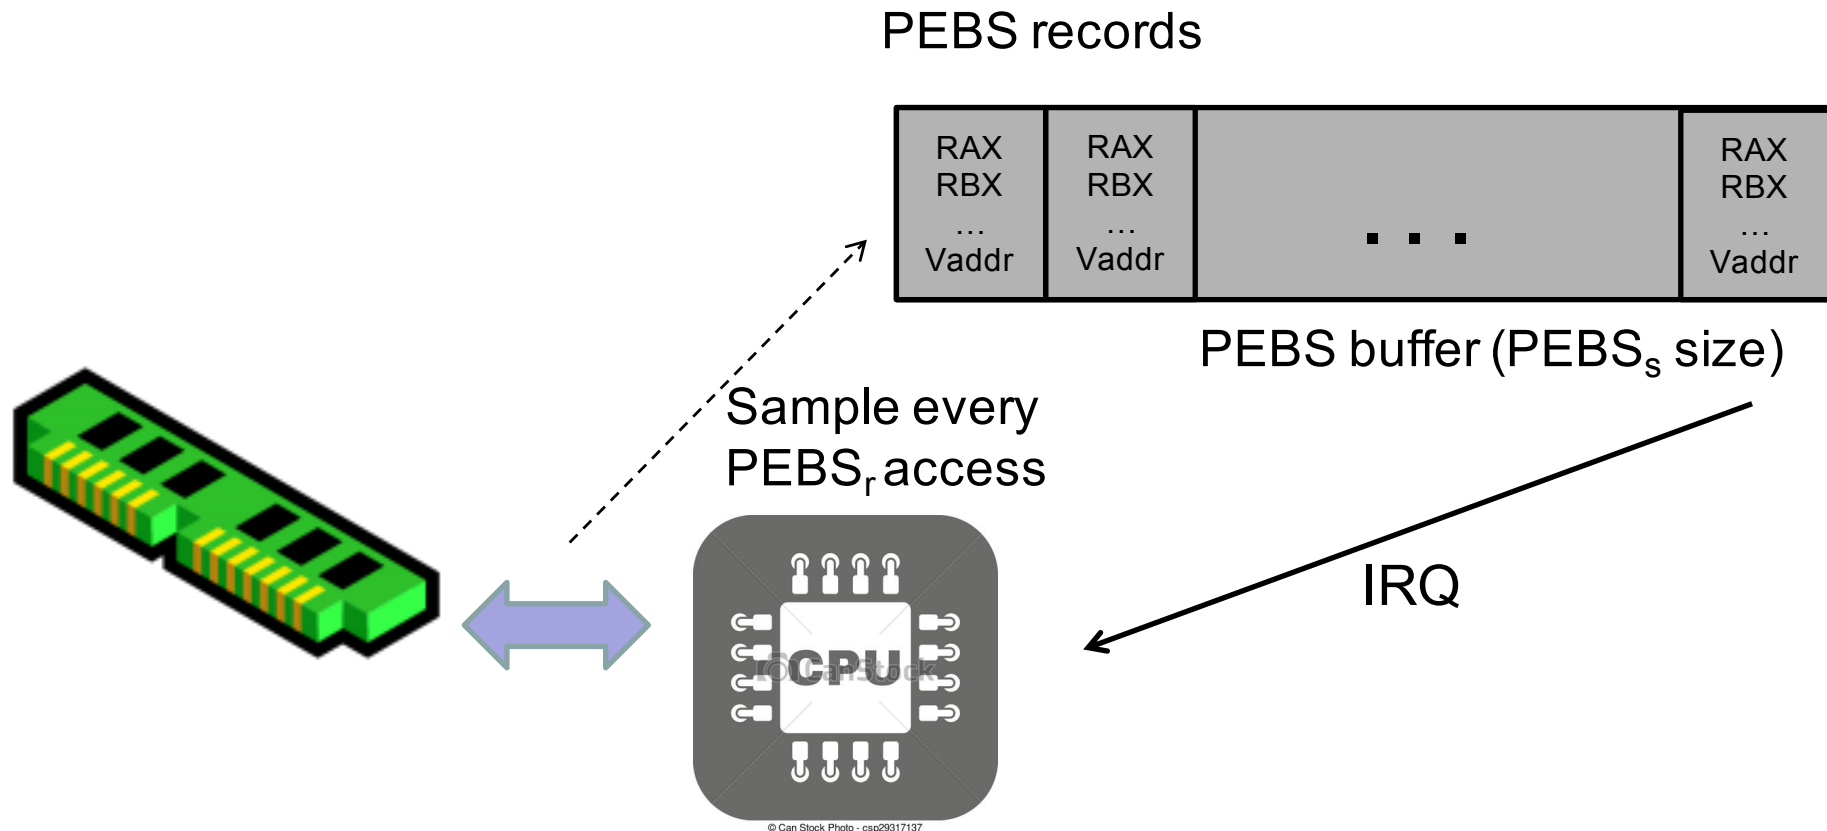 PEBS records
RAX
RBX
...
Vaddr
RAX
RBX
...
Vaddr
. . .
RAX
RBX
...
Vaddr
PEBS buffer (PEBSs size)
Sample every
PEBSr access
IRQ
CPU
© CanStock
© Can Stock Photo - csp29317137